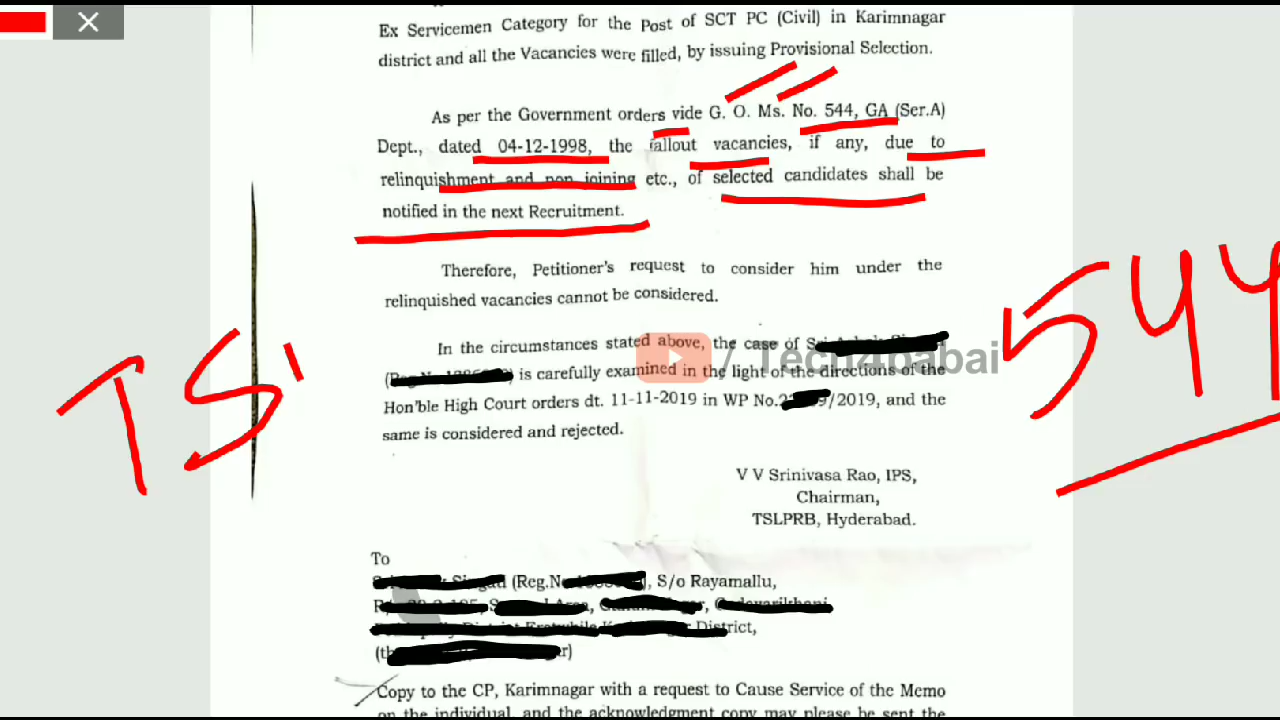 Ex Servicemen Category for the Post of SCT PC (Civil) in Karimnagar
district and all the Vacancies were filled, by issuing Provisional Selection.
As per the Government orders vide G. O. Ms. No. 544, GA (Ser.A)
Dept., dated 04-12-1998, the fallout vacancies, if any, due to
relinquishment and non joining etc., of selected candidates shall be
notified in the next Recruitment.
Therefore, Petitioner's request to consider him under the
relinquished vacancies cannot be considered.
In the circumstances stated above, the case of
is carefully examined in the light of the directions of the
Hon'ble High Court orders dt. 11-11-2019 in WP No. /2019, and the
same is considered and rejected.
/ Tech4babai
TS
544
V V Srinivasa Rao, IPS,
Chairman,
TSLPRB, Hyderabad.
To
(Reg.No , S/o Rayamallu,
District,
Copy to the CP, Karimnagar with a request to Cause Service of the Memo
on the individual, and the acknowledgment copy may please be sent the